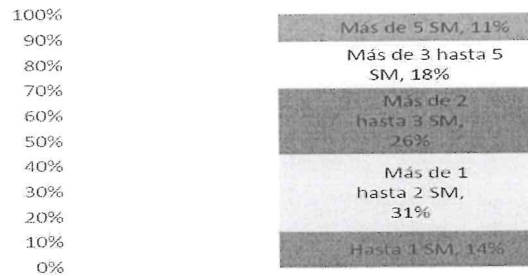 100%
90%
80%
70%
60%
50%
40%
30%
20%
10%
0%
Más de 5 SM, 11%
Más de 3 hasta 5
SM, 18%
Más de 2
hasta 3 SM,
26%
Más de 1
hasta 2 SM,
31%
Hasta 1 SM, 14%